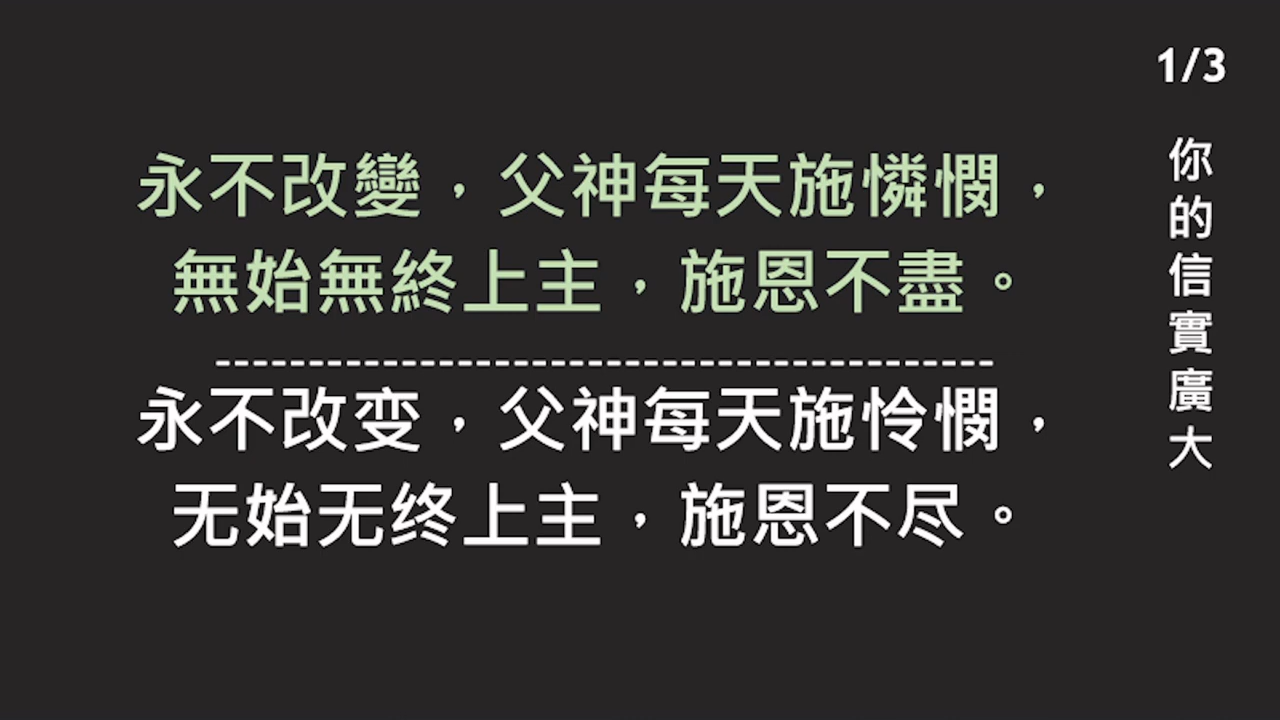 1/3
你的信實廣大
永不改變，父神每天施憐憫，
無始無終上主，施恩不盡。
------------------------------------------
永不改变，父神每天施怜憫，
无始无终上主，施恩不尽。